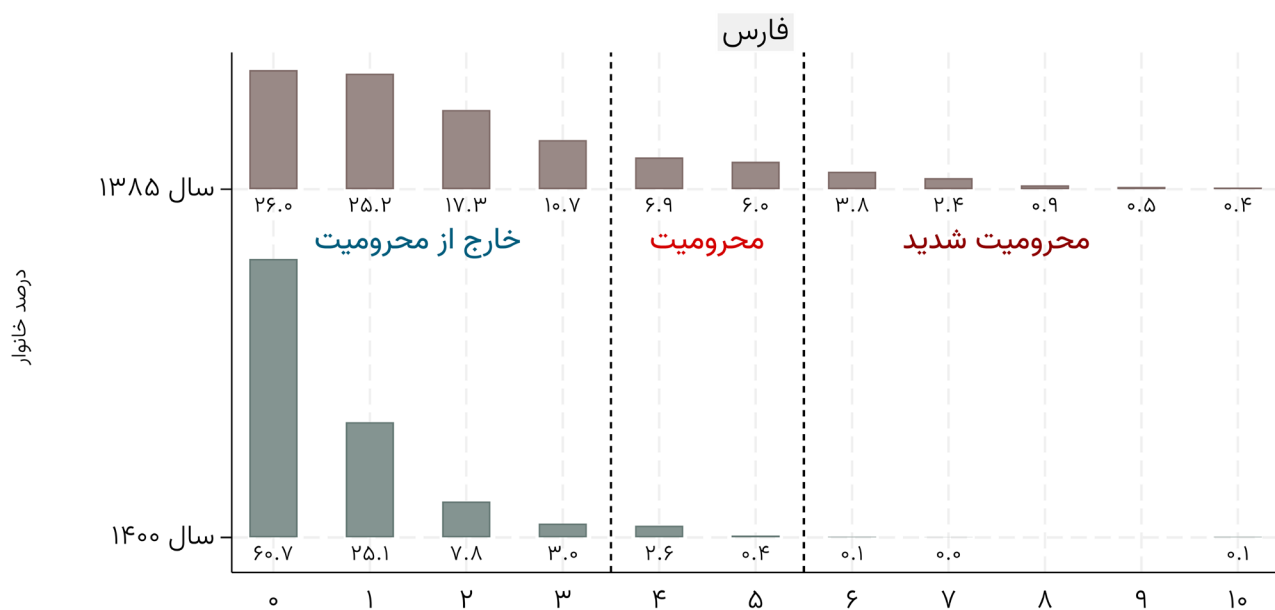 فارس
سال ۱۳۸۵
۲۶.۰ ۲۵.۲ ۱۷.۳ ۱۰.۷ ۶.۹ ۶.۰ ۳.۸ ۲.۴ ۰.۹ ۰.۵ ۰.۴
خارج از محرومیت
محرومیت
محرومیت شدید
درصد خانوار
سال ۱۴۰۰
۶۰.۷ ۲۵.۱ ۷.۸ ۳.۰ ۲.۶ ۰.۴ ۰.۱ ۰.۰ ۰.۱
۰ ۱ ۲ ۳ ۴ ۵ ۶ ۷ ۸ ۹ ۱۰